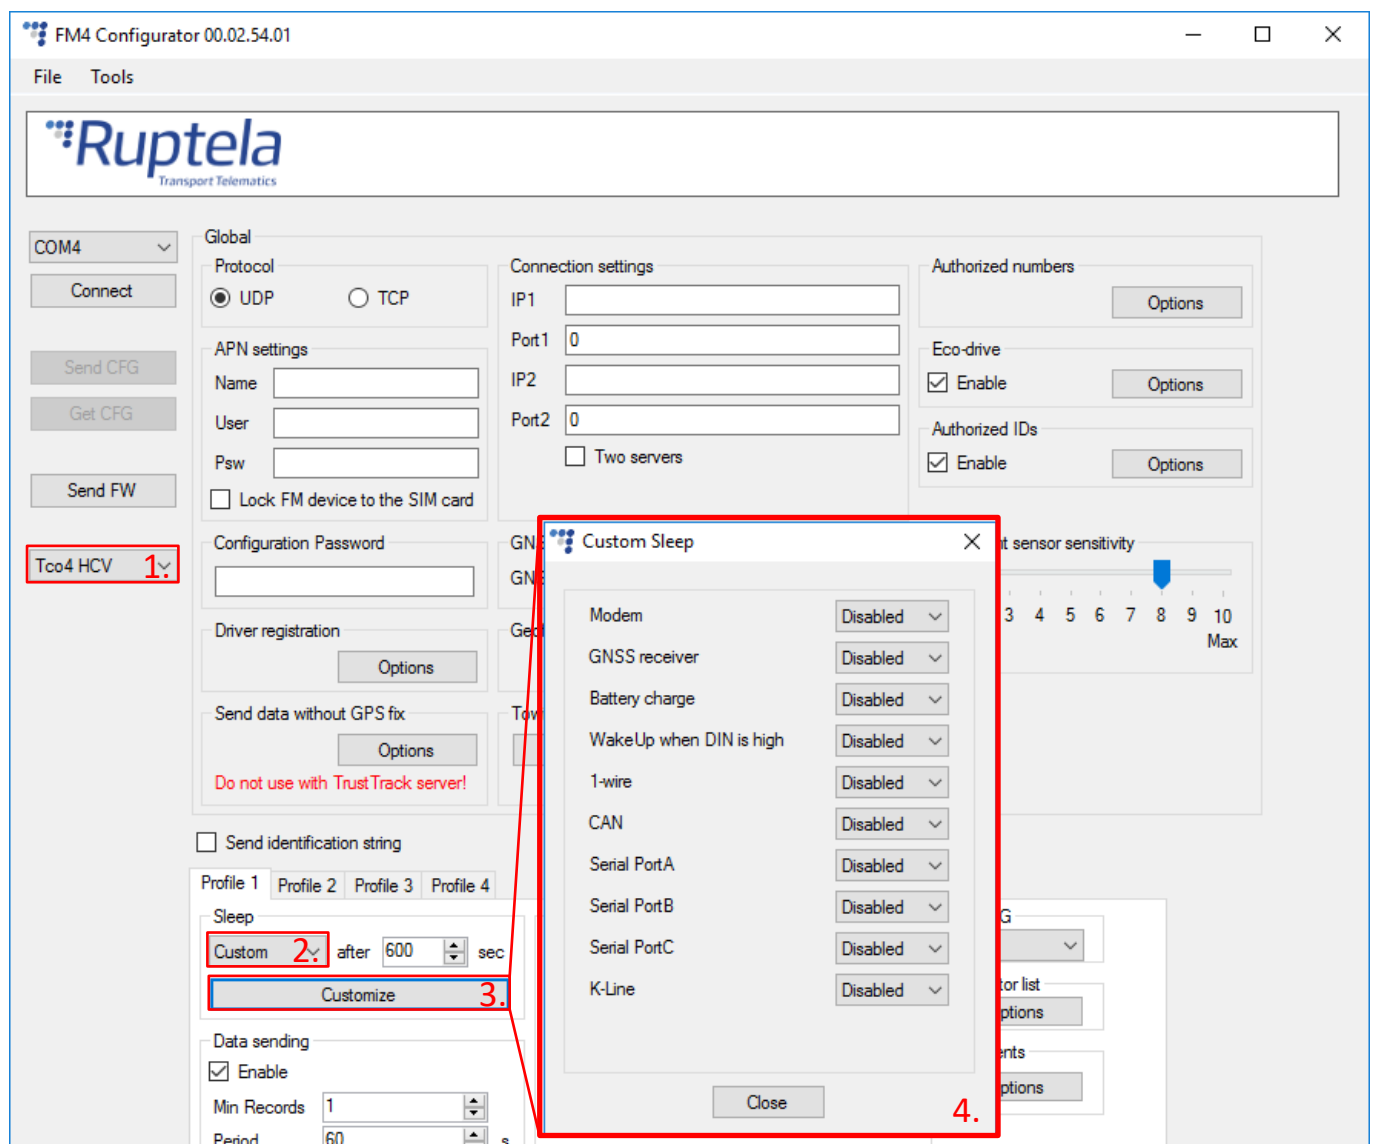 FM4 Configurator 00.02.54.01
File Tools
Ruptela
Transport Telematics
COM4
Connect
Send CFG
Get CFG
Send FW
Tco4 HCV 1.
Global
Protocol
UDP TCP
APN settings
Name
User
Psw
Lock FM device to the SIM card
Connection settings
IP1
Port1 0
IP2
Port2 0
Two servers
Authorized numbers
Options
Eco-drive
Enable Options
Authorized IDs
Enable Options
Configuration Password
Driver registration
Options
Send data without GPS fix
Options
Do not use with TrustTrack server!
sensor sensitivity
3 4 5 6 7 8 9 10
Max
Send identification string
Profile 1 Profile 2 Profile 3 Profile 4
Sleep
Custom 2. after 600 sec
Customize 3.
Data sending
Enable
Min Records 1
Period 60 s
Custom Sleep
Modem Disabled
GNSS receiver Disabled
Battery charge Disabled
WakeUp when DIN is high Disabled
1-wire Disabled
CAN Disabled
Serial PortA Disabled
Serial PortB Disabled
Serial PortC Disabled
K-Line Disabled
Close
4.